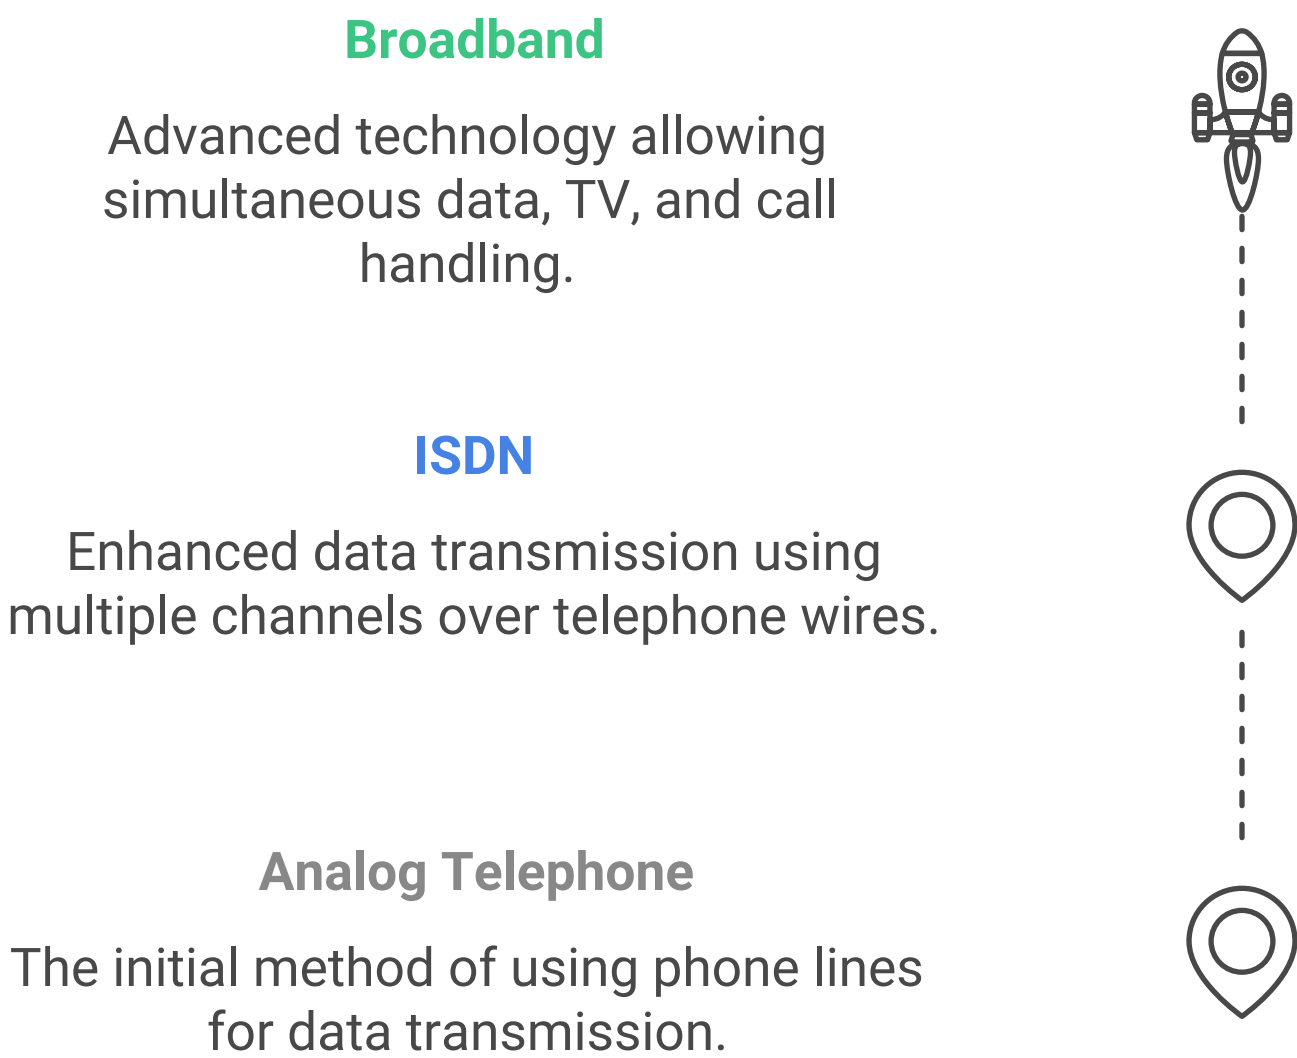 Broadband
Advanced technology allowing
simultaneous data, TV, and call
handling.
ISDN
Enhanced data transmission using
multiple channels over telephone wires.
Analog Telephone
The initial method of using phone lines
for data transmission.